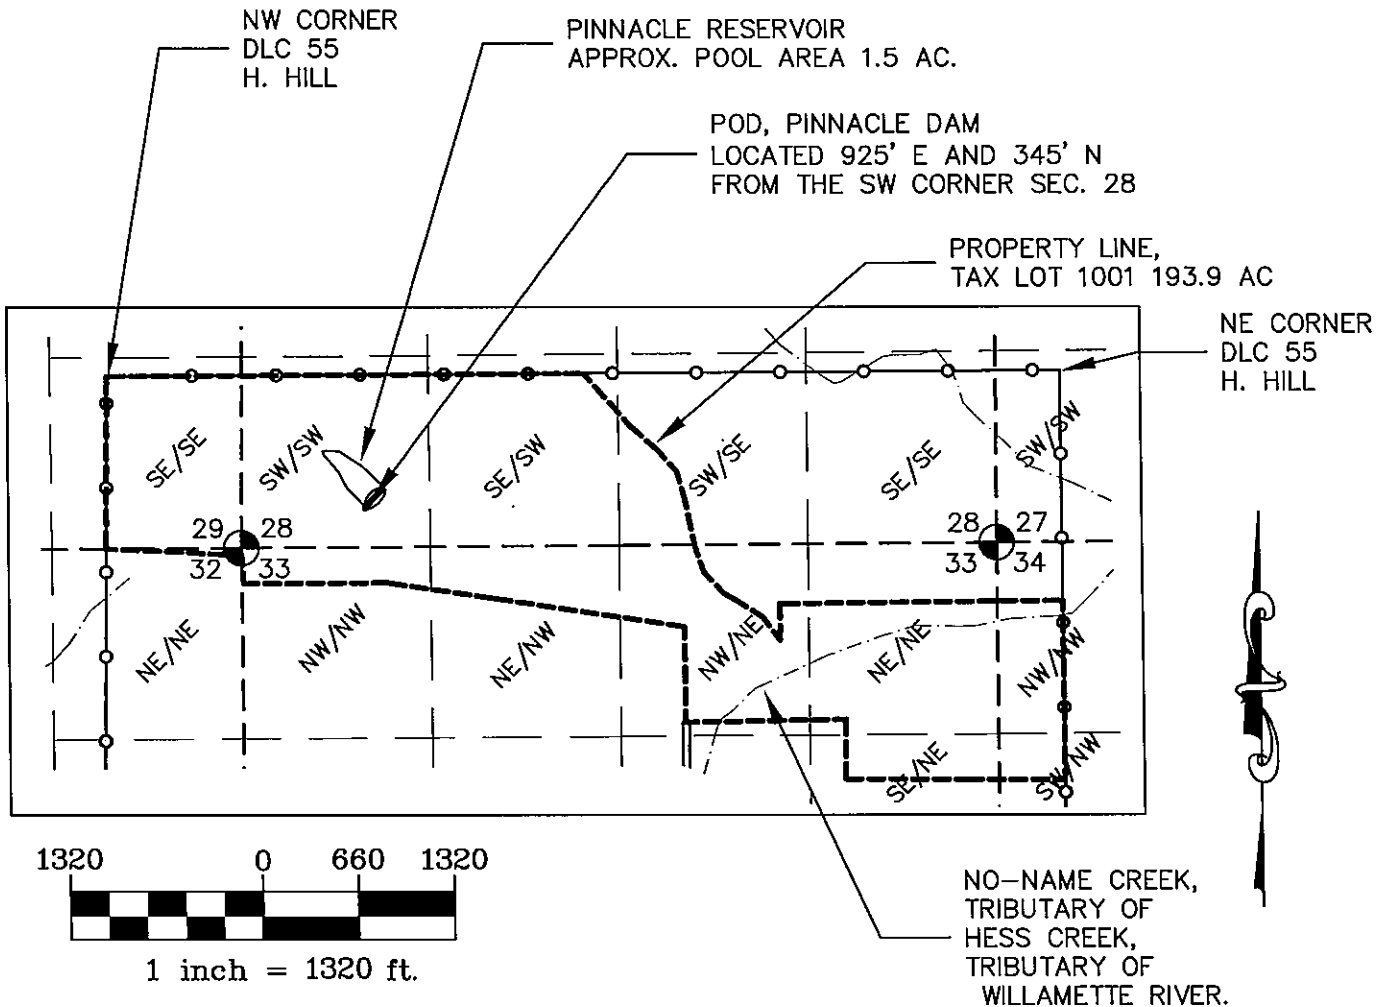 NW CORNER
DLC 55
H. HILL
PINNACLE RESERVOIR
APPROX. POOL AREA 1.5 AC.
POD, PINNACLE DAM
LOCATED 925' E AND 345' N
FROM THE SW CORNER SEC. 28
PROPERTY LINE,
TAX LOT 1001 193.9 AC
NE CORNER
DLC 55
H. HILL
SE/SE
SW/SW
SE/SW
SW/SE
SE/SE
SW/SW
29 28
32 33
28 27
33 34
NE/NE
NW/NW
NE/NW
NW/NE
NE/NE
NW/NW
SE/NE
SW/NW
1320 0 660 1320
1 inch = 1320 ft.
NO-NAME CREEK,
TRIBUTARY OF
HESS CREEK,
TRIBUTARY OF
WILLAMETTE RIVER.